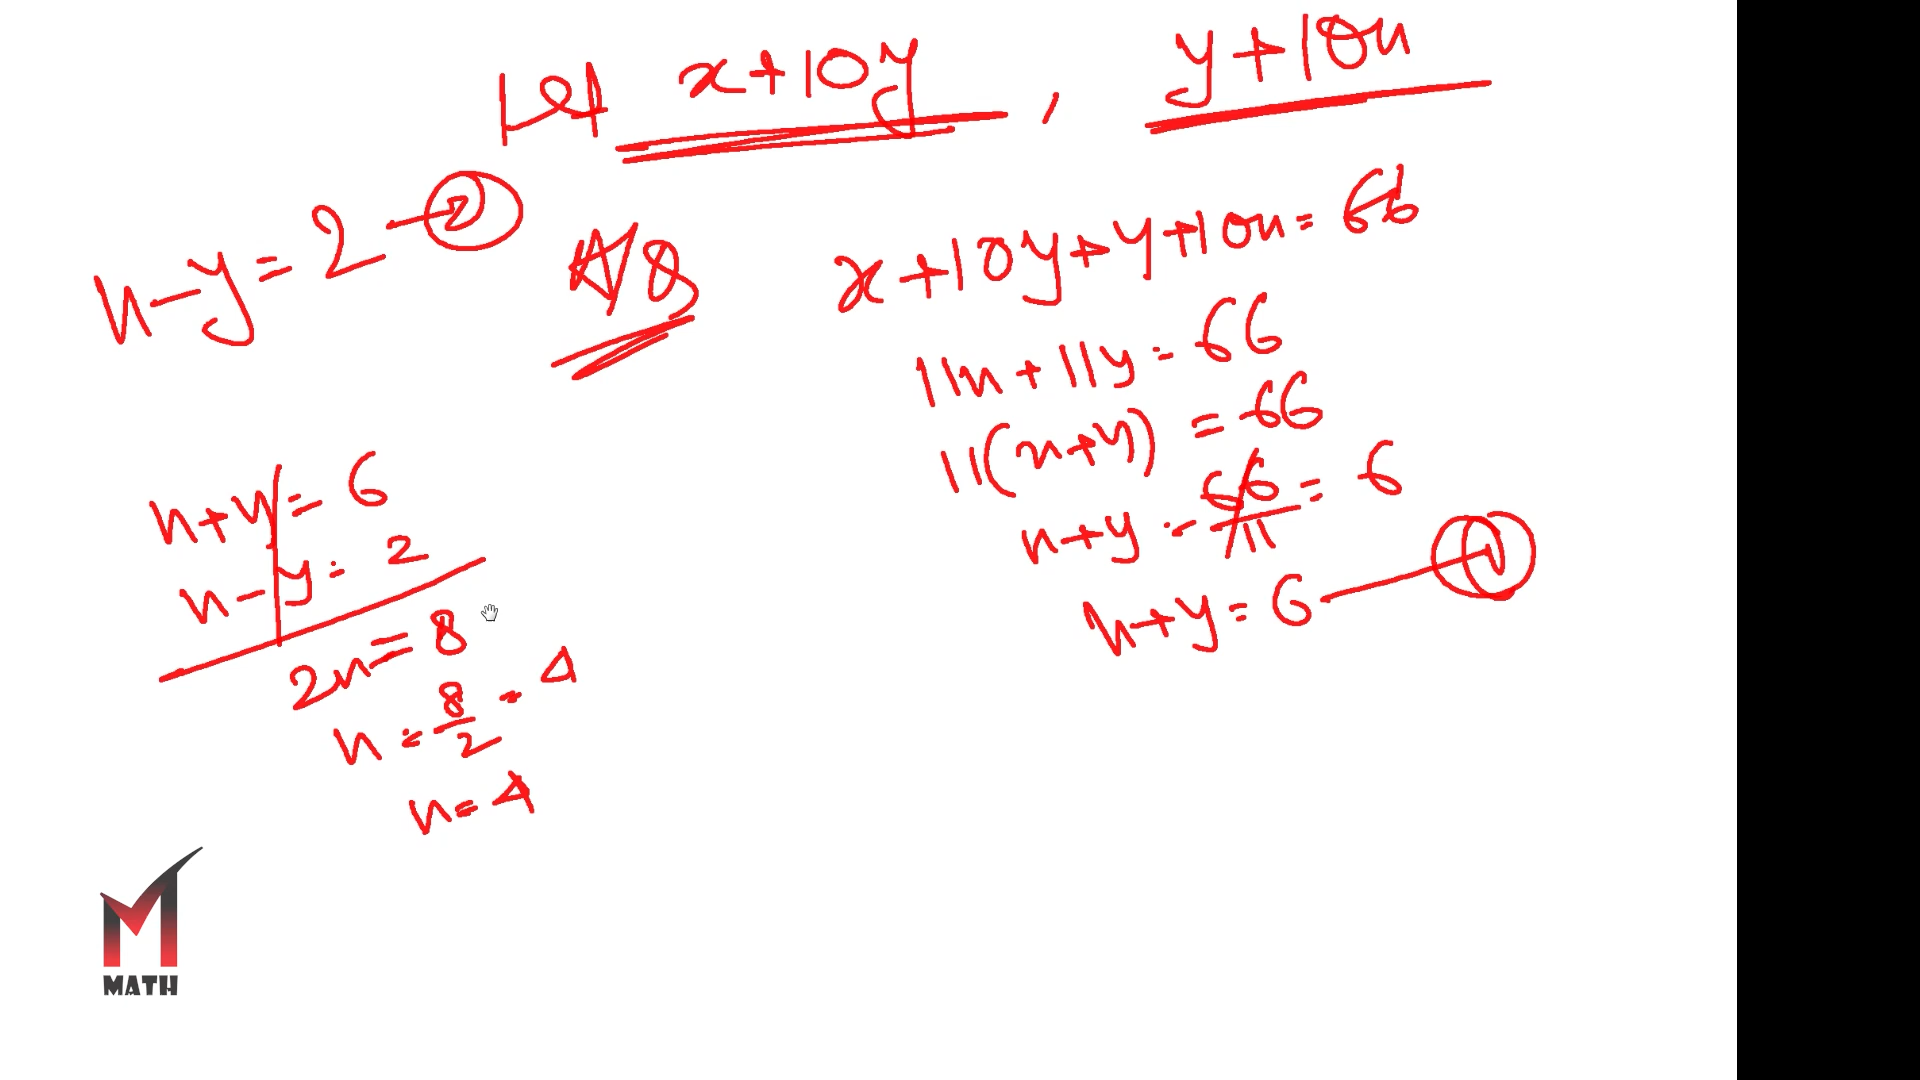 let x+10y , y+10x
x-y=2 2
A/Q
x+10y+y+10x=66
11x+11y=66
11(x+y)=66
x+y=66/11=6
x+y=6 1
x+y=6
x-y=2
2x=8
x=8/2=4
x=4
MATH